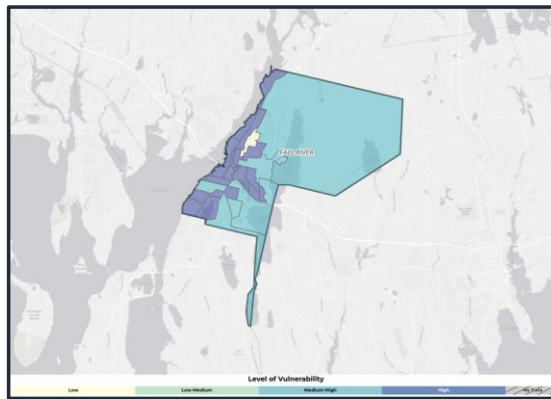 FALL RIVER
Level of Vulnerability
Low Low-Medium Medium-High High No Data